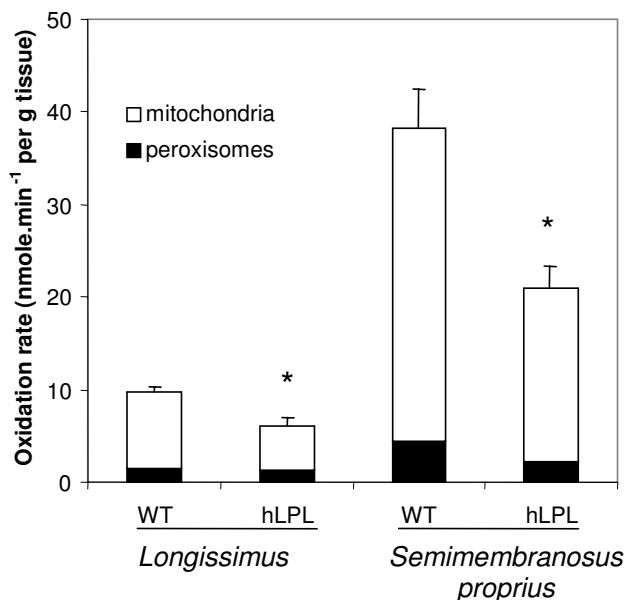 Oxidation rate (nmole.min⁻¹ per g tissue)
50
40
30
20
10
0
mitochondria
peroxisomes
*
*
WT
hLPL
WT
hLPL
Longissimus
Semimembranosus
proprius